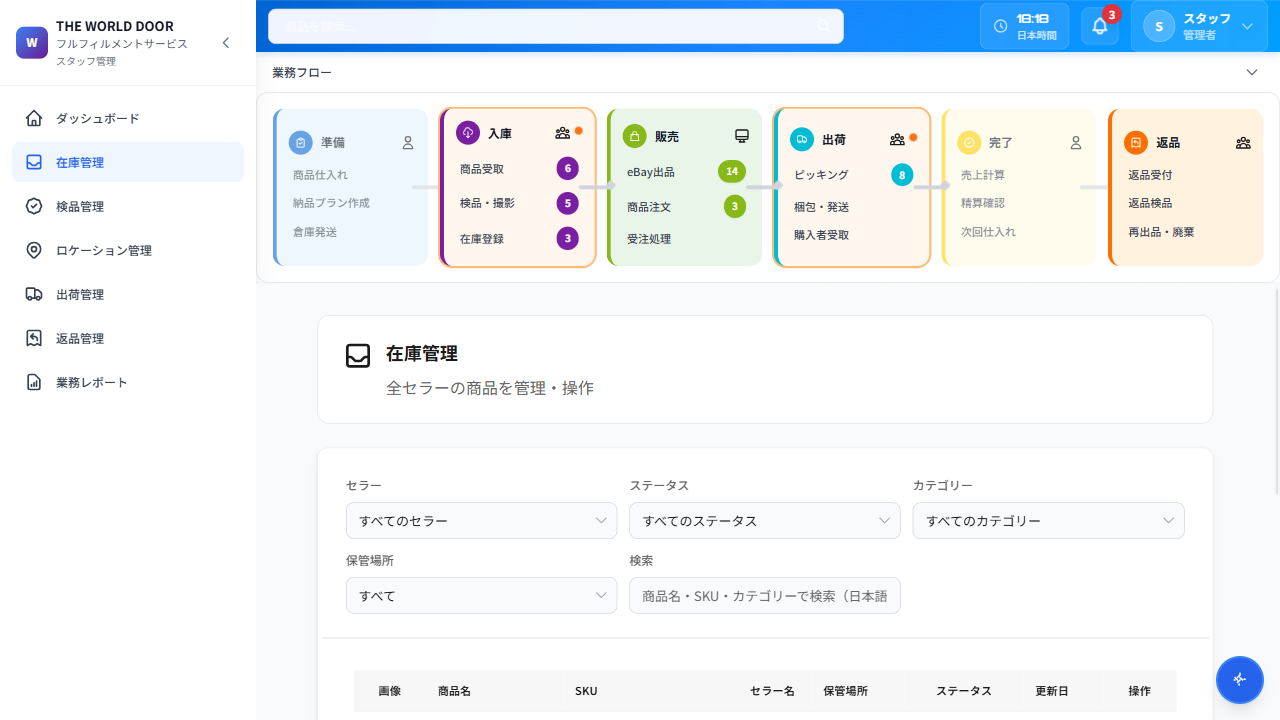 W
THE WORLD DOOR
フルフィルメントサービス
スタッフ管理
ダッシュボード
在庫管理
検品管理
ロケーション管理
出荷管理
返品管理
業務レポート
日本時間
3
S
スタッフ
管理者
業務フロー
準備
商品仕入れ
納品プラン作成
倉庫発送
入庫
商品受取
6
検品・撮影
5
在庫登録
3
販売
eBay出品
14
商品注文
3
受注処理
出荷
ピッキング
8
梱包・発送
購入者受取
完了
売上計算
精算確認
次回仕入れ
返品
返品受付
返品検品
再出品・廃棄
在庫管理
全セラーの商品を管理・操作
セラー
すべてのセラー
ステータス
すべてのステータス
カテゴリー
すべてのカテゴリー
保管場所
すべて
検索
商品名・SKU・カテゴリーで検索（日本語
画像 商品名 SKU セラー名 保管場所 ステータス 更新日 操作